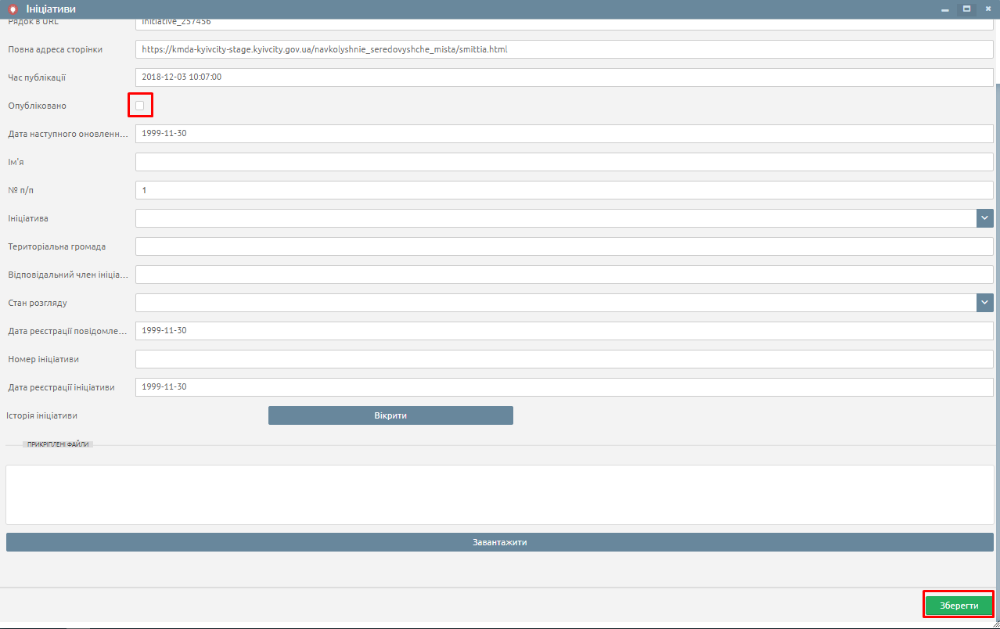 Ініціативи
Рядок в URL
initiative_257456
Повна адреса сторінки
https://kmda-kyivcity-stage.kyivcity.gov.ua/navkolyshnie_seredovyshche_mista/smittia.html
Час публікації
2018-12-03 10:07:00
Опубліковано
Дата наступного оновленн...
1999-11-30
Ім'я
№ п/п
1
Ініціатива
Територіальна громада
Відповідальний член ініціа...
Стан розгляду
Дата реєстрації повідомле...
1999-11-30
Номер ініціативи
Дата реєстрації ініціативи
1999-11-30
Історія ініціативи
Вікрити
ПРИКРІПЛЕНІ ФАЙЛИ
Завантажити
Зберегти